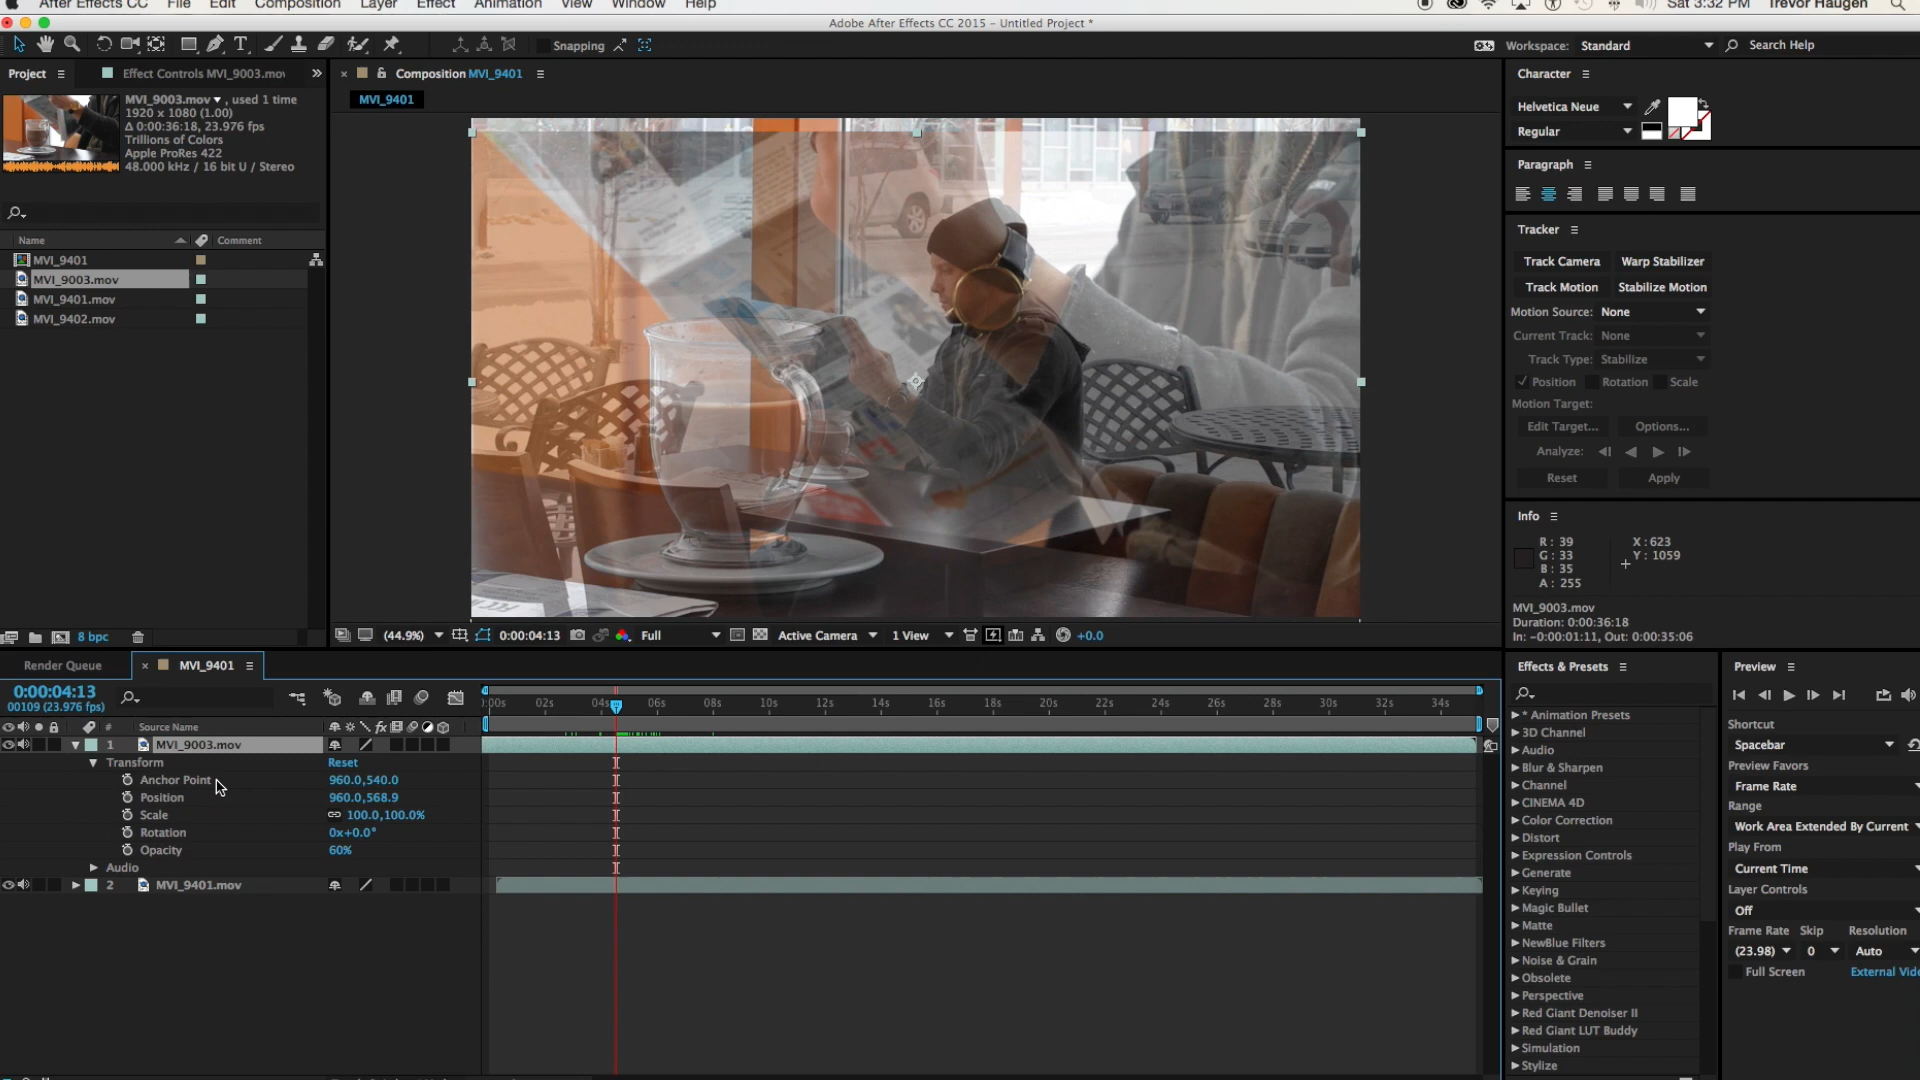 After Effects CC File Edit Composition Layer Effect Animation View Window Help Sat 3:32 PM Trevor Haugen
Adobe After Effects CC 2015 - Untitled Project *
Snapping Workspace: Standard Search Help
Project Effect Controls MVI_9003.mov
MVI_9003.mov , used 1 time
1920 x 1080 (1.00)
Δ 0:00:36:18, 23.976 fps
Trillions of Colors
Apple ProRes 422
48.000 kHz / 16 bit U / Stereo
Name Comment
MVI_9401
MVI_9003.mov
MVI_9401.mov
MVI_9402.mov
8 bpc
Composition MVI_9401
MVI_9401
(44.9%) 0:00:04:13 Full Active Camera 1 View +0.0
Character
Helvetica Neue
Regular
Paragraph
Tracker
Track Camera Warp Stabilizer
Track Motion Stabilize Motion
Motion Source: None
Current Track: None
Track Type: Stabilize
Position Rotation Scale
Motion Target:
Edit Target... Options...
Analyze:
Reset Apply
Info
R: 39 X: 623
G: 33 Y: 1059
B: 35
A: 255
MVI_9003.mov
Duration: 0:00:36:18
In: -0:00:01:11, Out: 0:00:35:06
Render Queue MVI_9401
0:00:04:13
00109 (23.976 fps)
:00s 02s 04s 06s 08s 10s 12s 14s 16s 18s 20s 22s 24s 26s 28s 30s 32s 34s
# Source Name
1 MVI_9003.mov
Transform Reset
Anchor Point 960.0,540.0
Position 960.0,568.9
Scale 100.0,100.0%
Rotation 0x+0.0°
Opacity 60%
Audio
2 MVI_9401.mov
Effects & Presets
* Animation Presets
3D Channel
Audio
Blur & Sharpen
Channel
CINEMA 4D
Color Correction
Distort
Expression Controls
Generate
Keying
Magic Bullet
Matte
NewBlue Filters
Noise & Grain
Obsolete
Perspective
Red Giant Denoiser II
Red Giant LUT Buddy
Simulation
Stylize
Preview
Shortcut
Spacebar
Preview Favors
Frame Rate
Range
Work Area Extended By Current
Play From
Current Time
Layer Controls
Off
Frame Rate Skip Resolution
(23.98) 0 Auto
Full Screen External Vide